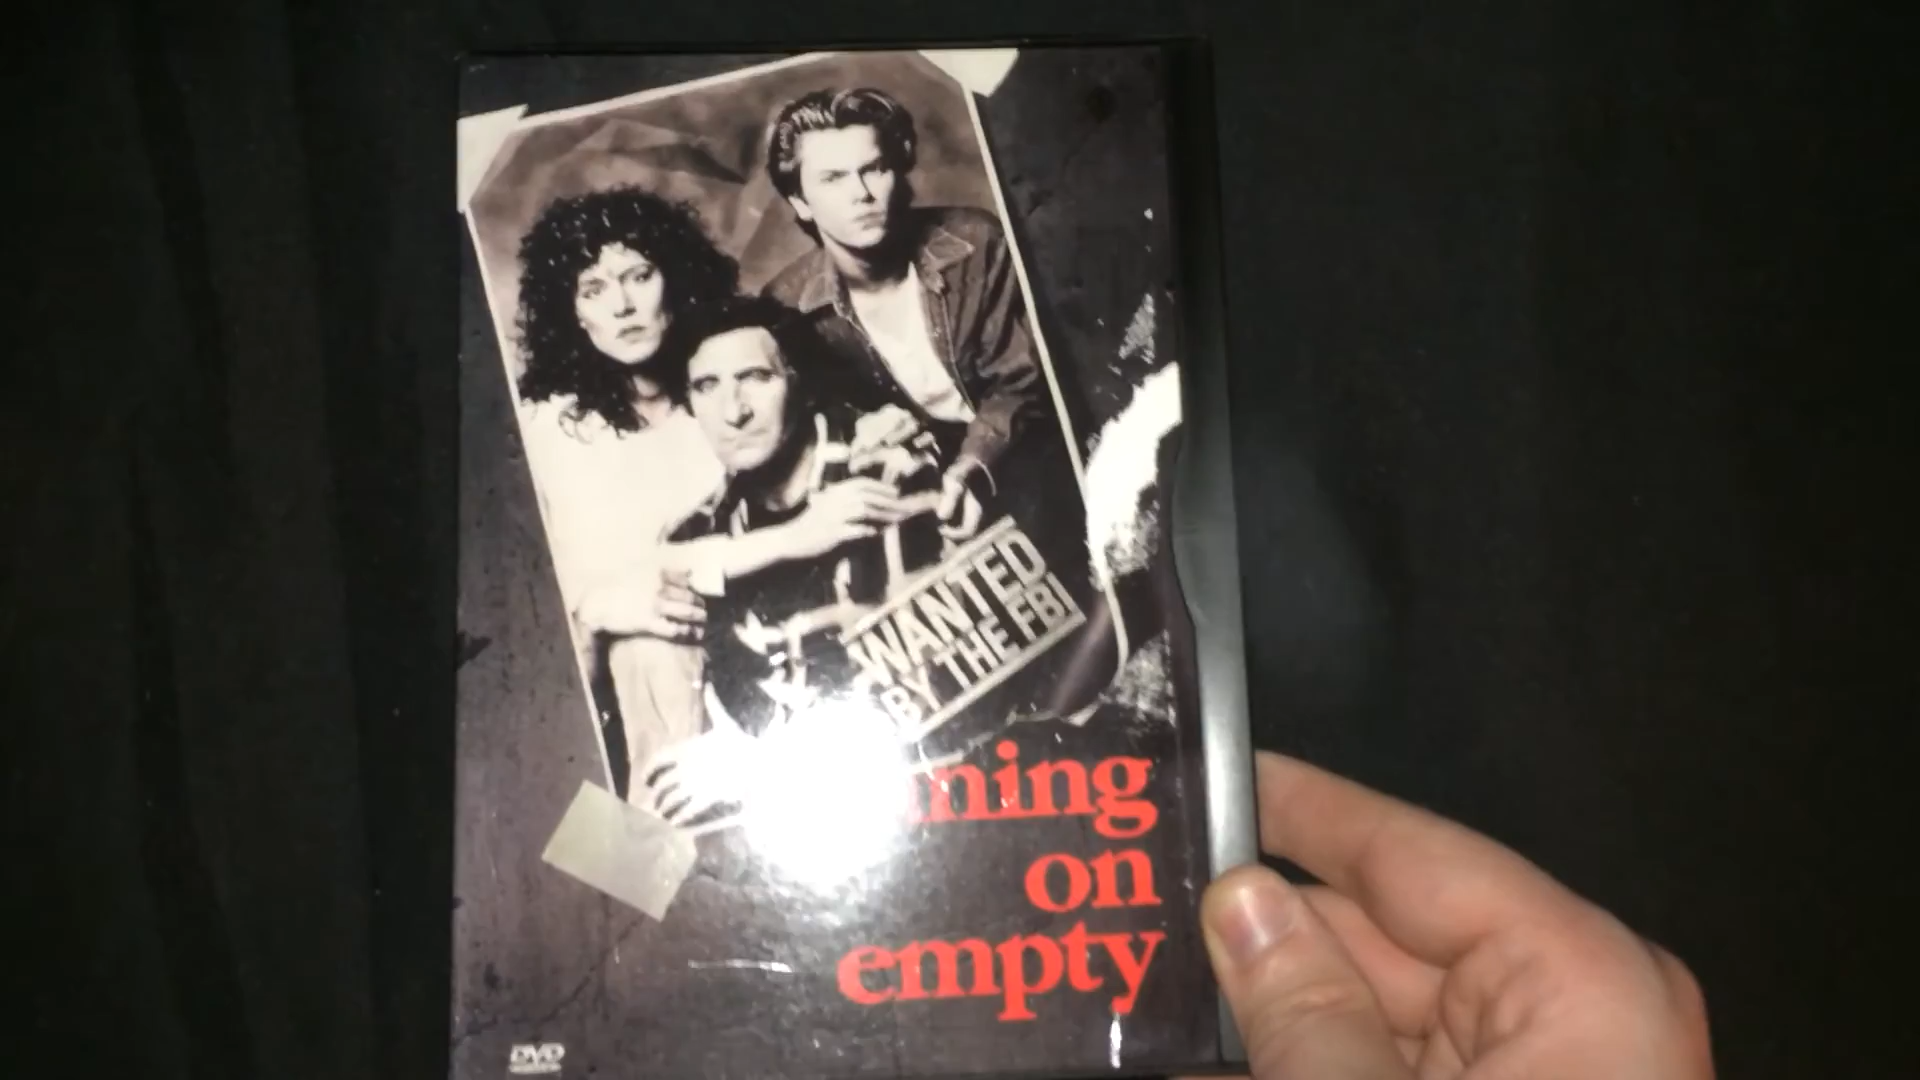 WANTED
BY THE FBI
ning
on
empty
DVD